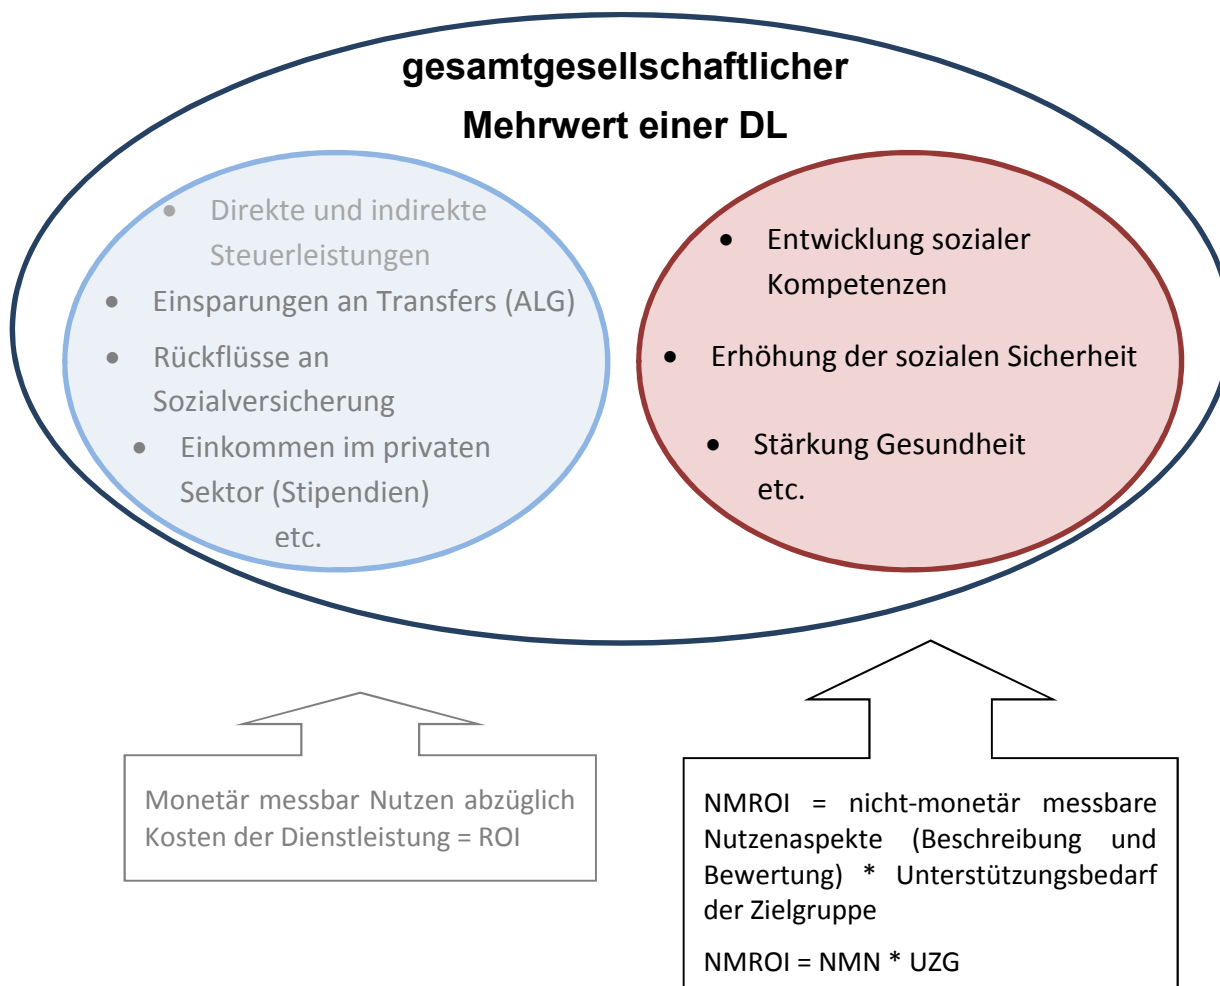 gesamtgesellschaftlicher
Mehrwert einer DL
• Direkte und indirekte
Steuerleistungen
• Einsparungen an Transfers (ALG)
• Rückflüsse an
Sozialversicherung
• Einkommen im privaten
Sektor (Stipendien)
etc.
• Entwicklung sozialer
Kompetenzen
• Erhöhung der sozialen Sicherheit
• Stärkung Gesundheit
etc.
Monetär messbar Nutzen abzüglich
Kosten der Dienstleistung = ROI
NMROI = nicht-monetär messbare
Nutzenaspekte (Beschreibung und
Bewertung) * Unterstützungsbedarf
der Zielgruppe
NMROI = NMN * UZG